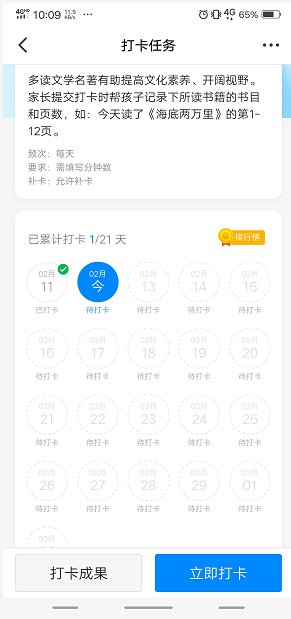 4G 10:09 11.5 K/s ••• 4G 65%
打卡任务 •••
多读文学名著有助提高文化素养、开阔视野。
家长提交打卡时帮孩子记录下所读书籍的书目
和页数，如：今天读了《海底两万里》的第1-
12页。
频次：每天
要求：需填写分钟数
补卡：允许补卡
已累计打卡 1/21 天 排行榜
02月 02月 02月 02月 02月
11 今 13 14 15
已打卡 待打卡 待打卡 待打卡 待打卡
02月 02月 02月 02月 02月
16 17 18 19 20
待打卡 待打卡 待打卡 待打卡 待打卡
02月 02月 02月 02月 02月
21 22 23 24 25
待打卡 待打卡 待打卡 待打卡 待打卡
02月 02月 02月 02月 03月
26 27 28 29 01
待打卡 待打卡 待打卡 待打卡 待打卡
打卡成果 立即打卡